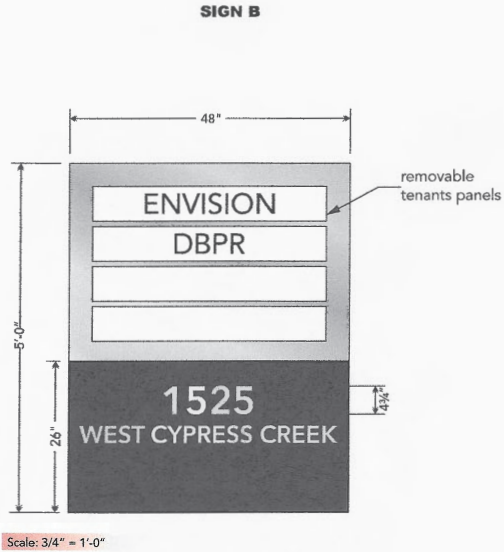 SIGN B
48"
removable
tenants panels
ENVISION
DBPR
5'-0"
1525
4¾"
WEST CYPRESS CREEK
26"
Scale: 3/4" = 1'-0"